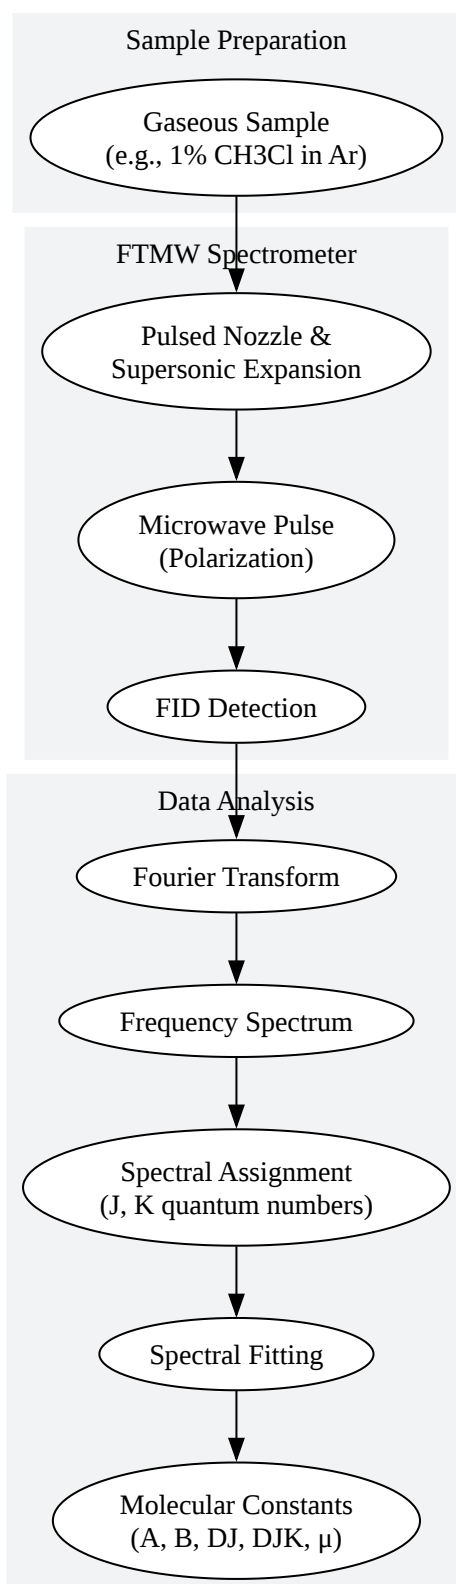 Sample Preparation
Gaseous Sample
(e.g., 1% CH3Cl in Ar)
FTMW Spectrometer
Pulsed Nozzle &
Supersonic Expansion
Microwave Pulse
(Polarization)
FID Detection
Data Analysis
Fourier Transform
Frequency Spectrum
Spectral Assignment
(J, K quantum numbers)
Spectral Fitting
Molecular Constants
(A, B, DJ, DJK, μ)